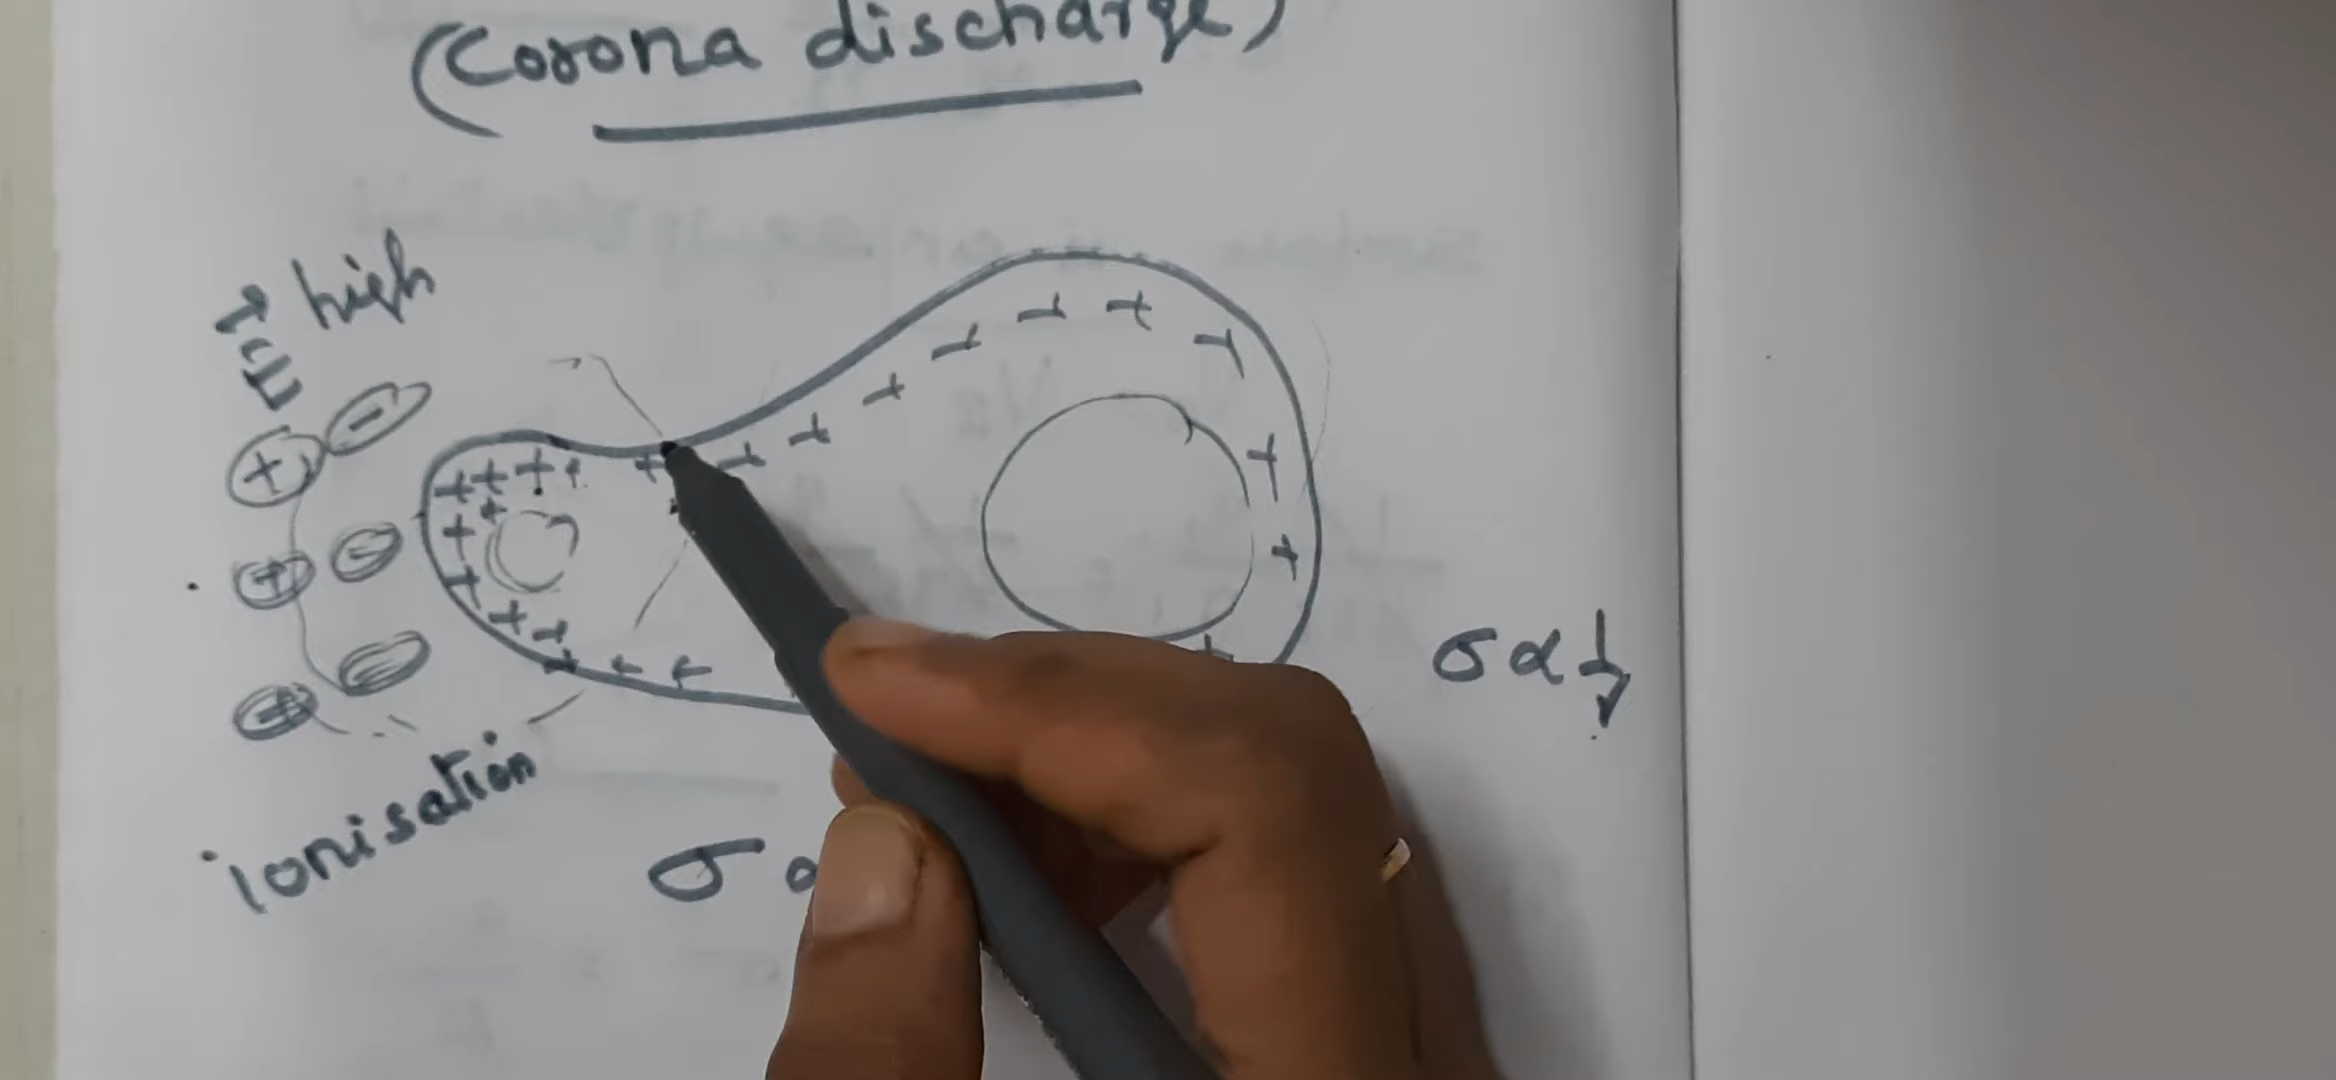 (Corona discharge)
E high
+ -
+ -
+ -
ionisation
σ α 1/r
σ α